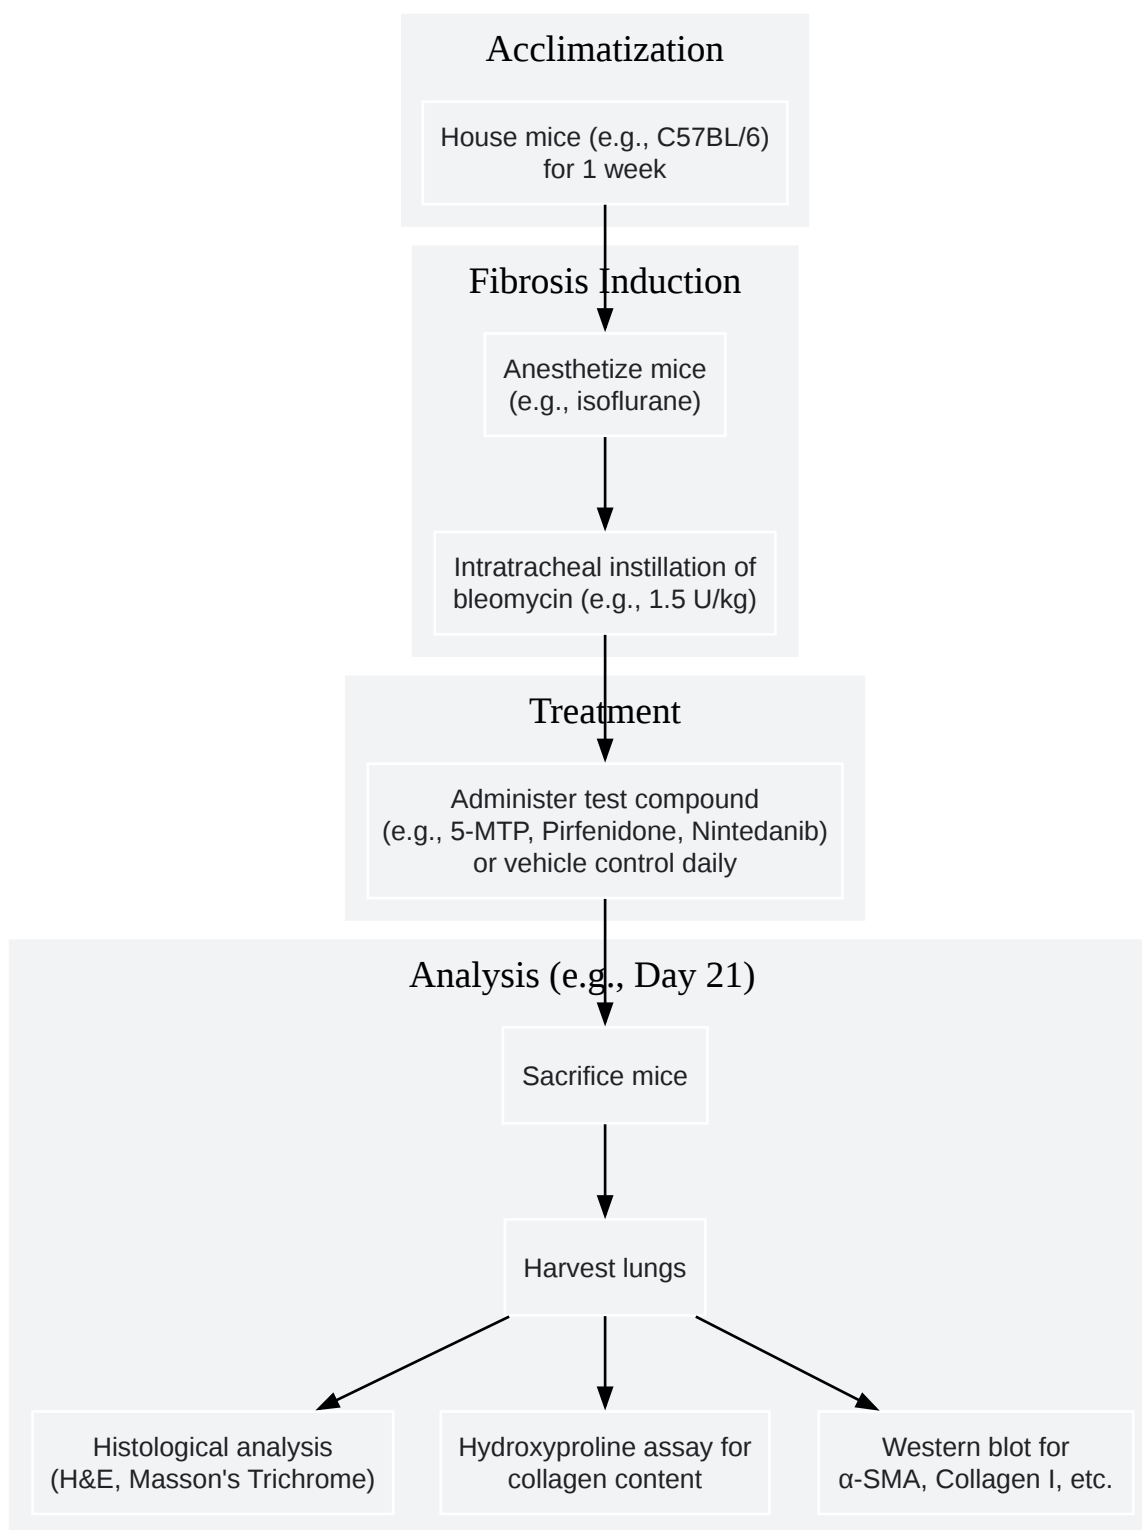 Acclimatization
House mice (e.g., C57BL/6)
for 1 week
Fibrosis Induction
Anesthetize mice
(e.g., isoflurane)
Intratracheal instillation of
bleomycin (e.g., 1.5 U/kg)
Treatment
Administer test compound
(e.g., 5-MTP, Pirfenidone, Nintedanib)
or vehicle control daily
Analysis (e.g., Day 21)
Sacrifice mice
Harvest lungs
Histological analysis
(H&E, Masson's Trichrome)
Hydroxyproline assay for
collagen content
Western blot for
α-SMA, Collagen I, etc.